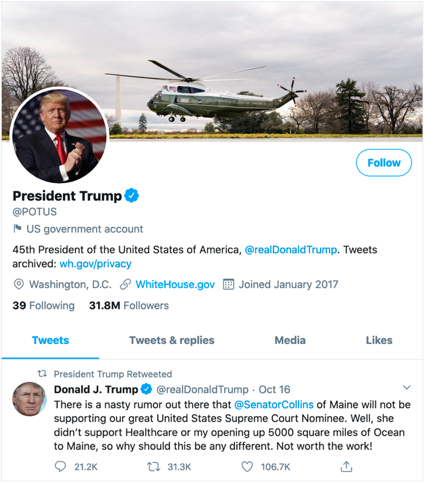 Follow
President Trump
@POTUS
US government account
45th President of the United States of America, @realDonaldTrump. Tweets
archived: wh.gov/privacy
Washington, D.C. WhiteHouse.gov Joined January 2017
39 Following 31.8M Followers
Tweets Tweets & replies Media Likes
President Trump Retweeted
Donald J. Trump @realDonaldTrump · Oct 16
There is a nasty rumor out there that @SenatorCollins of Maine will not be
supporting our great United States Supreme Court Nominee. Well, she
didn’t support Healthcare or my opening up 5000 square miles of Ocean
to Maine, so why should this be any different. Not worth the work!
21.2K 31.3K 106.7K